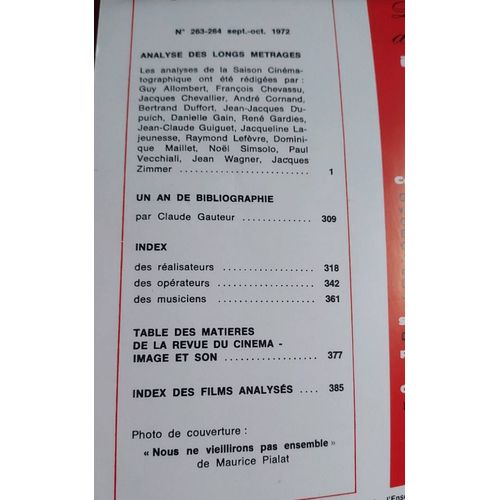 N° 263-264 sept.-oct. 1972
ANALYSE DES LONGS METRAGES
Les analyses de la Saison Cinéma-
tographique ont été rédigées par :
Guy Allombert, François Chevassu,
Jacques Chevallier, André Cornand,
Bertrand Duffort, Jean-Jacques Du-
puich, Danielle Gain, René Gardies,
Jean-Claude Guiguet, Jacqueline La-
jeunesse, Raymond Lefèvre, Domini-
que Maillet, Noël Simsolo, Paul
Vecchiali, Jean Wagner, Jacques
Zimmer ........................ 1
UN AN DE BIBLIOGRAPHIE
par Claude Gauteur .............. 309
INDEX
des réalisateurs .................. 318
des opérateurs .................. 342
des musiciens .................. 361
TABLE DES MATIERES
DE LA REVUE DU CINEMA -
IMAGE ET SON .................. 377
INDEX DES FILMS ANALYSÉS .... 385
Photo de couverture :
« Nous ne vieillirons pas ensemble »
de Maurice Pialat